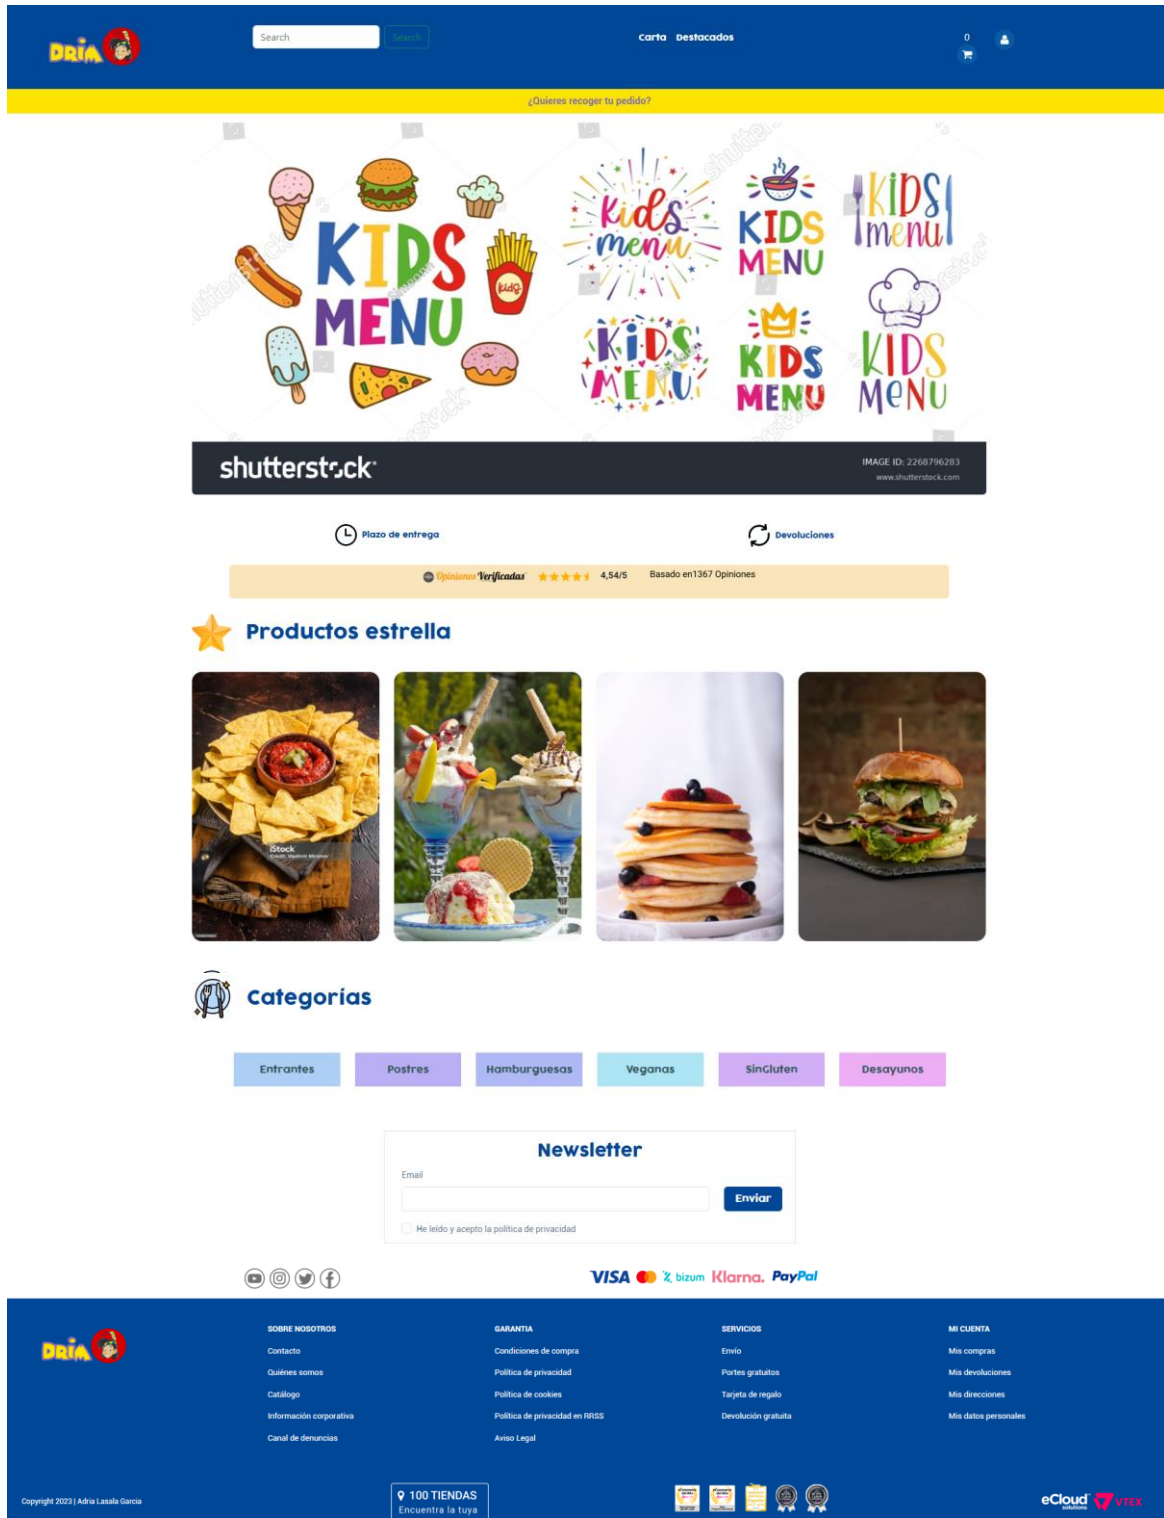 DRIM
Search
Search
Carta Destacados
0
¿Quieres recoger tu pedido?
KIDS
MENU
kids
kids
menu
KIDS
MENU
KIDS
menu
KIDS
MENU
KIDS
MENU
KIDS
MENU
shutterstock
IMAGE ID: 2268796283
www.shutterstock.com
Plazo de entrega
Devoluciones
Opiniones Verificadas
4,54/5
Basado en1367 Opiniones
Productos estrella
iStock
Categorías
Entrantes
Postres
Hamburguesas
Veganas
SinGluten
Desayunos
Newsletter
Email
Enviar
He leído y acepto la política de privacidad
VISA
bizum
Klarna.
PayPal
DRIM
SOBRE NOSOTROS
Contacto
Quiénes somos
Catálogo
Información corporativa
Canal de denuncias
GARANTIA
Condiciones de compra
Política de privacidad
Política de cookies
Política de privacidad en RRSS
Aviso Legal
SERVICIOS
Envío
Portes gratuitos
Tarjeta de regalo
Devolución gratuita
MI CUENTA
Mis compras
Mis devoluciones
Mis direcciones
Mis datos personales
Copyright 2023 | Adria Lasala Garcia
100 TIENDAS
Encuentra la tuya
eCloud
solutions
VTEX